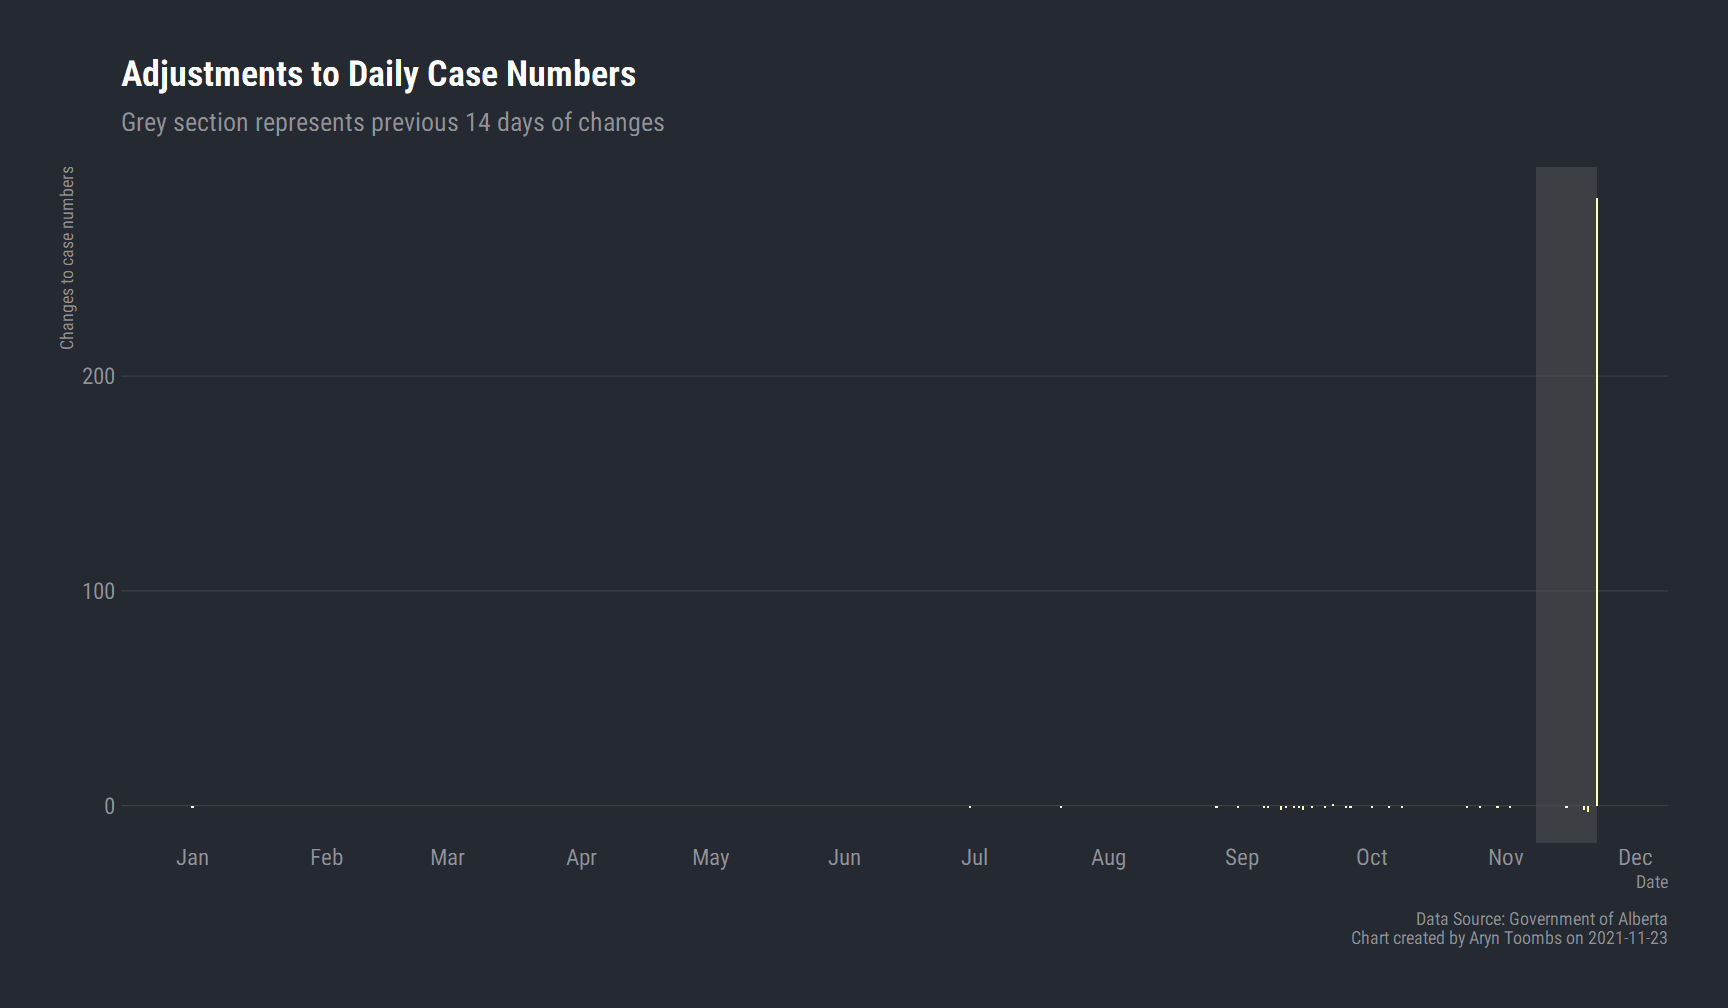 Adjustments to Daily Case Numbers
Grey section represents previous 14 days of changes
Changes to case numbers
200
100
0
Jan Feb Mar Apr May Jun Jul Aug Sep Oct Nov Dec
Date
Data Source: Government of Alberta
Chart created by Aryn Toombs on 2021-11-23